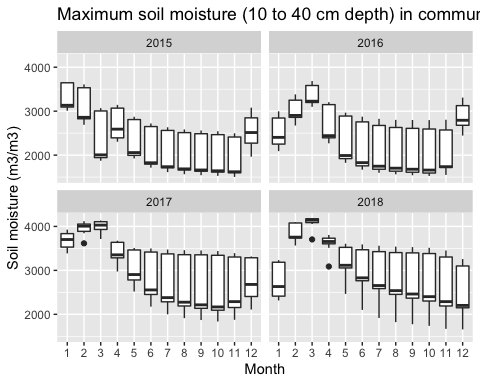 Maximum soil moisture (10 to 40 cm depth) in commun
2015 2016
4000
3000
2000
2017 2018
4000
3000
2000
Soil moisture (m3/m3)
1 2 3 4 5 6 7 8 9 10 11 12 1 2 3 4 5 6 7 8 9 10 11 12
Month